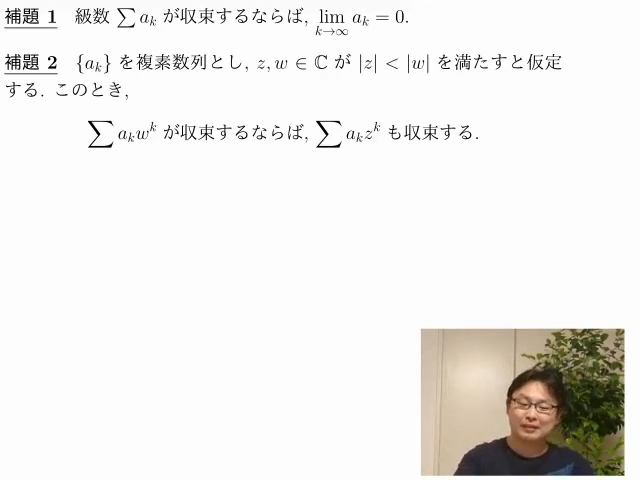 補題 1 級数 ∑ a_k が収束するならば, lim_{k→∞} a_k = 0.
補題 2 {a_k} を複素数列とし, z, w ∈ ℂ が |z| < |w| を満たすと仮定
する. このとき,
∑ a_k w^k が収束するならば, ∑ a_k z^k も収束する.